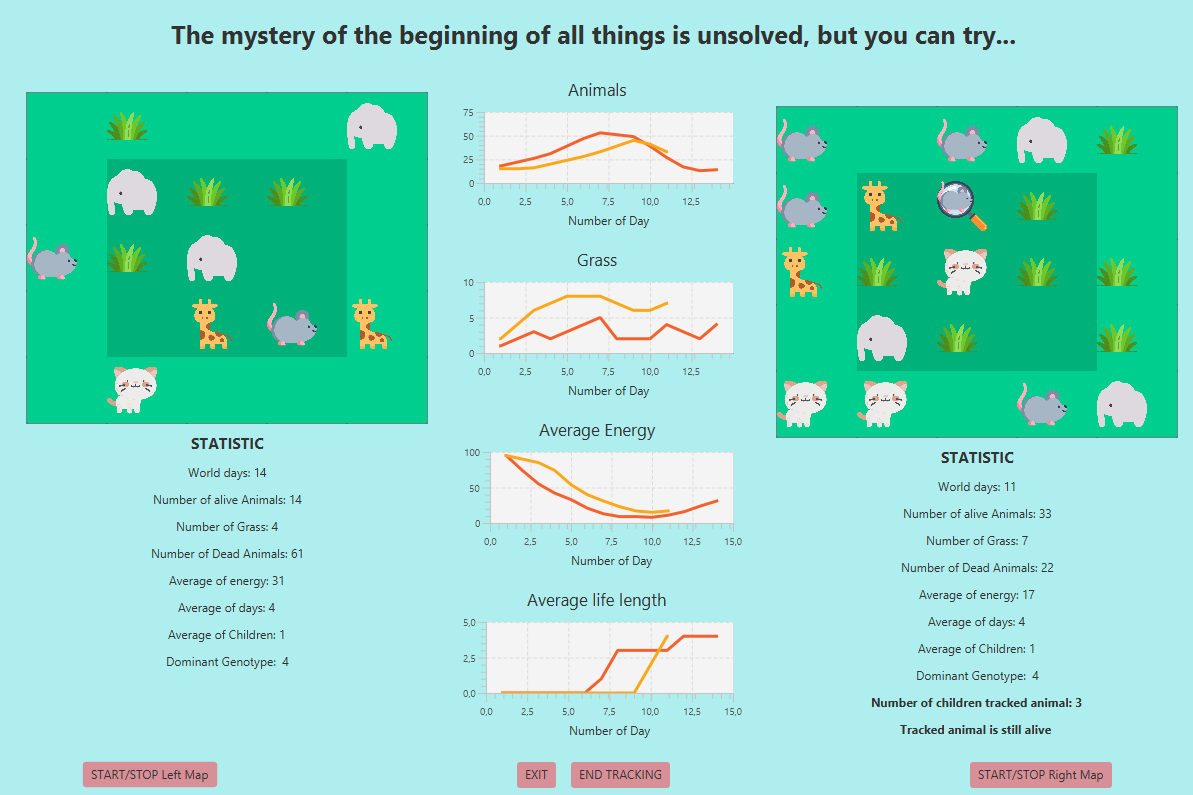 The mystery of the beginning of all things is unsolved, but you can try...
STATISTIC
World days: 14
Number of alive Animals: 14
Number of Grass: 4
Number of Dead Animals: 61
Average of energy: 31
Average of days: 4
Average of Children: 1
Dominant Genotype: 4
START/STOP Left Map
Animals
75
50
25
0
0,0 2,5 5,0 7,5 10,0 12,5
Number of Day
Grass
10
5
0
0,0 2,5 5,0 7,5 10,0 12,5
Number of Day
Average Energy
100
50
0
0,0 2,5 5,0 7,5 10,0 12,5 15,0
Number of Day
Average life length
5,0
2,5
0,0
0,0 2,5 5,0 7,5 10,0 12,5 15,0
Number of Day
EXIT
END TRACKING
STATISTIC
World days: 11
Number of alive Animals: 33
Number of Grass: 7
Number of Dead Animals: 22
Average of energy: 17
Average of days: 4
Average of Children: 1
Dominant Genotype: 4
Number of children tracked animal: 3
Tracked animal is still alive
START/STOP Right Map